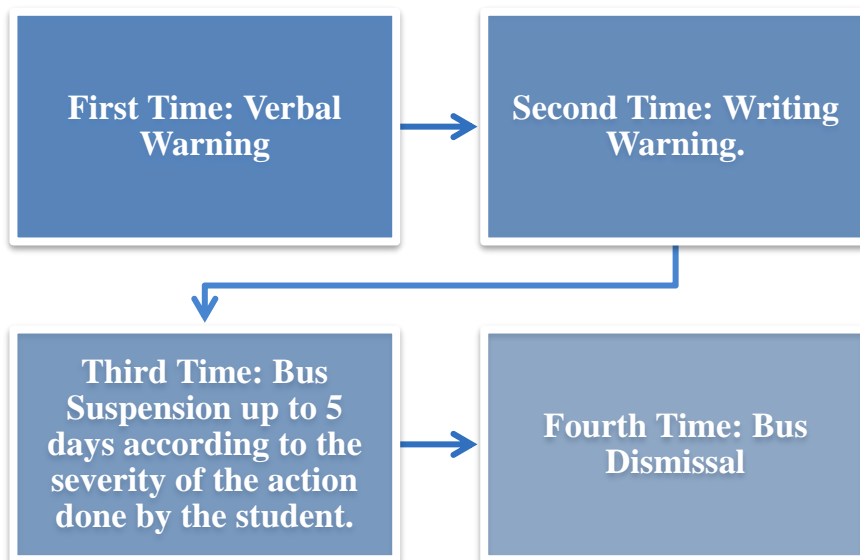 First Time: Verbal
Warning
Second Time: Writing
Warning.
Third Time: Bus
Suspension up to 5
days according to the
severity of the action
done by the student.
Fourth Time: Bus
Dismissal